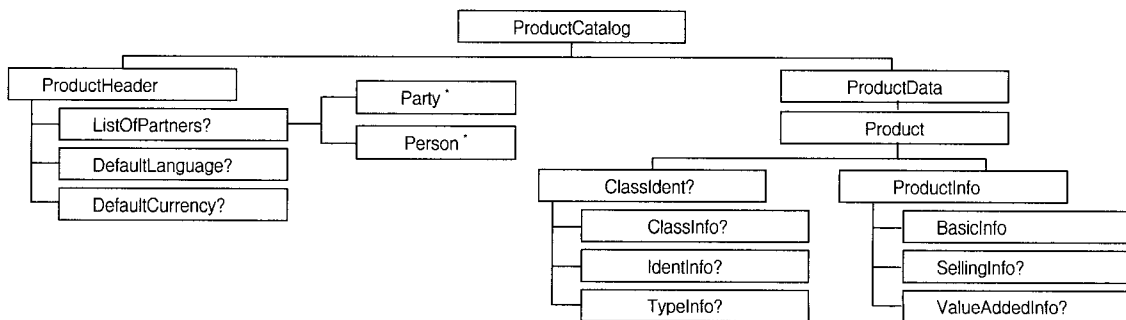 ProductCatalog
ProductHeader
ListOfPartners?
DefaultLanguage?
DefaultCurrency?
Party *
Person *
ProductData
Product
ClassIdent?
ClassInfo?
IdentInfo?
TypeInfo?
ProductInfo
BasicInfo
SellingInfo?
ValueAddedInfo?